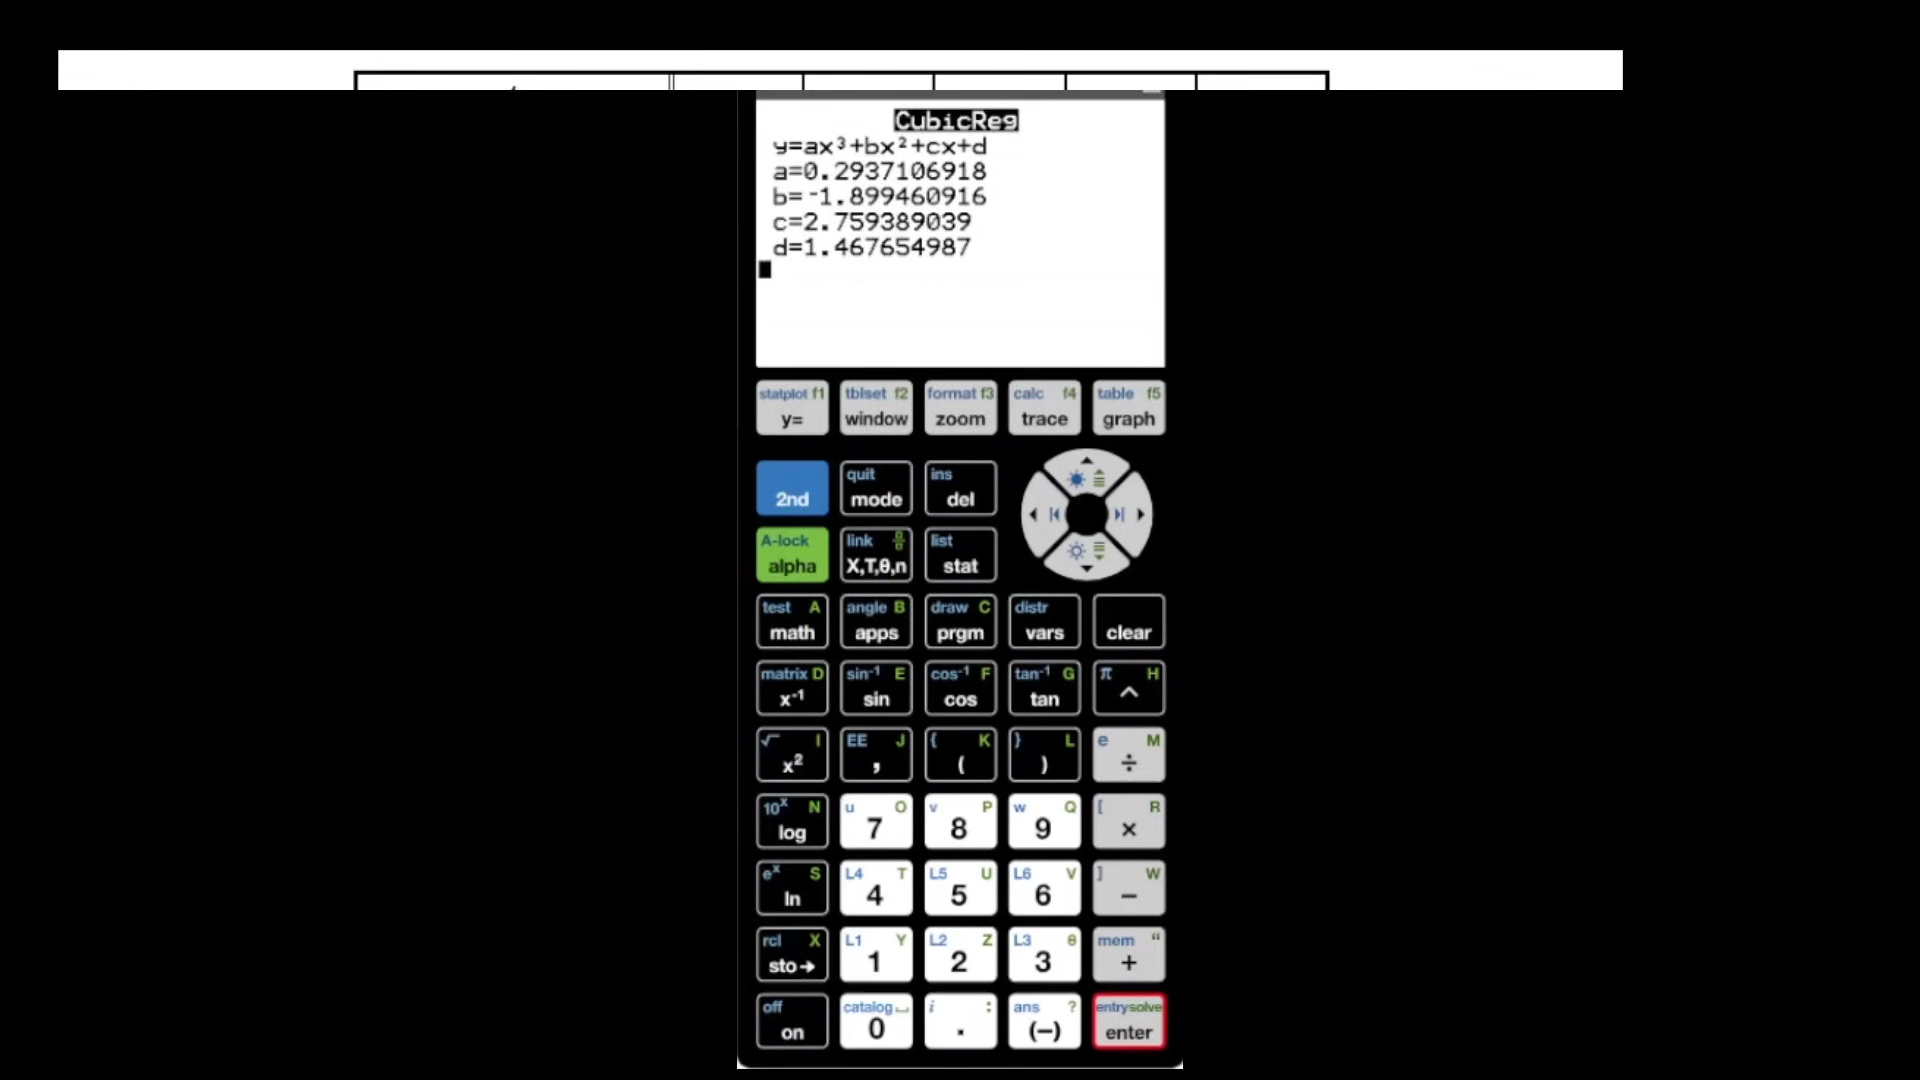 CubicReg
y=ax³+bx²+cx+d
a=0.2937106918
b=-1.899460916
c=2.759389039
d=1.467654987
statplot f1 tblset f2 format f3 calc f4 table f5
y= window zoom trace graph
quit ins
2nd mode del
A-lock link list
alpha X,T,θ,n stat
test A angle B draw C distr
math apps prgm vars clear
matrix D sin⁻¹ E cos⁻¹ F tan⁻¹ G π H
x⁻¹ sin cos tan ^
√ I EE J { K } L e M
x² , ( ) ÷
10ˣ N u O v P w Q [ R
log 7 8 9 ×
eˣ S L4 T L5 U L6 V ] W
ln 4 5 6 −
rcl X L1 Y L2 Z L3 θ mem “
sto→ 1 2 3 +
off catalog i : ans ? entry solve
on 0 . (−) enter